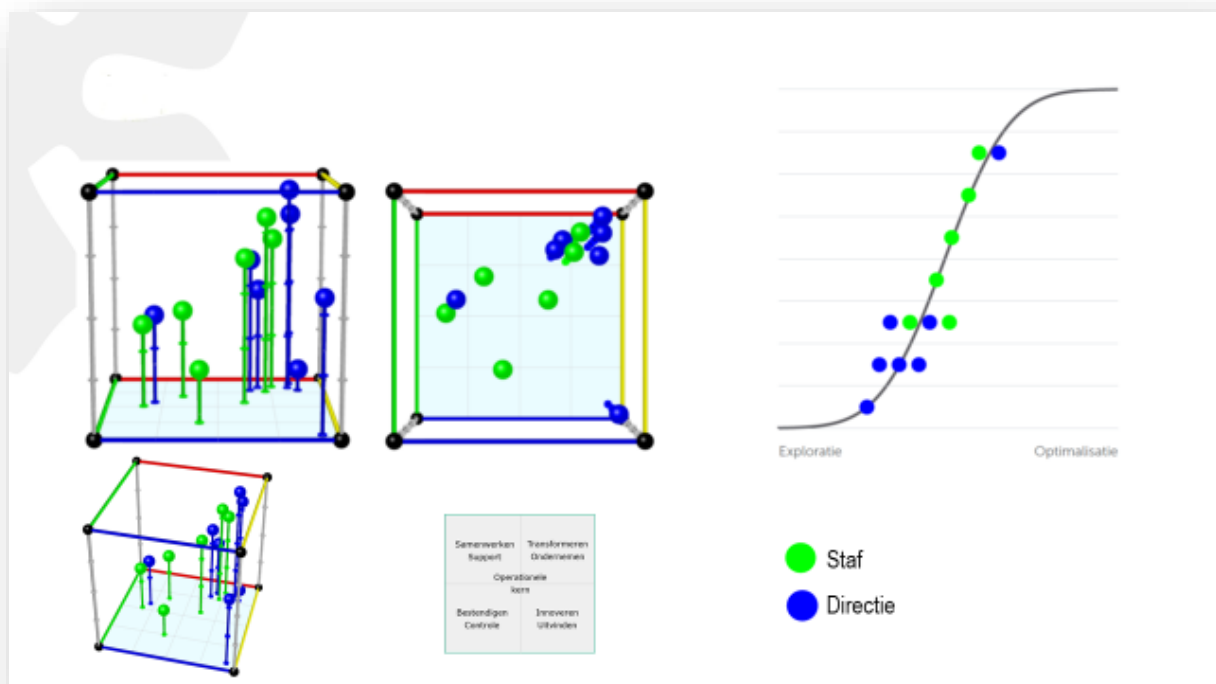 Exploratie Optimalisatie
Samenwerken Transformeren
Support Ondernemen
Operationele
kern
Bestendigen Innoveren
Controle Uitvinden
Staf
Directie